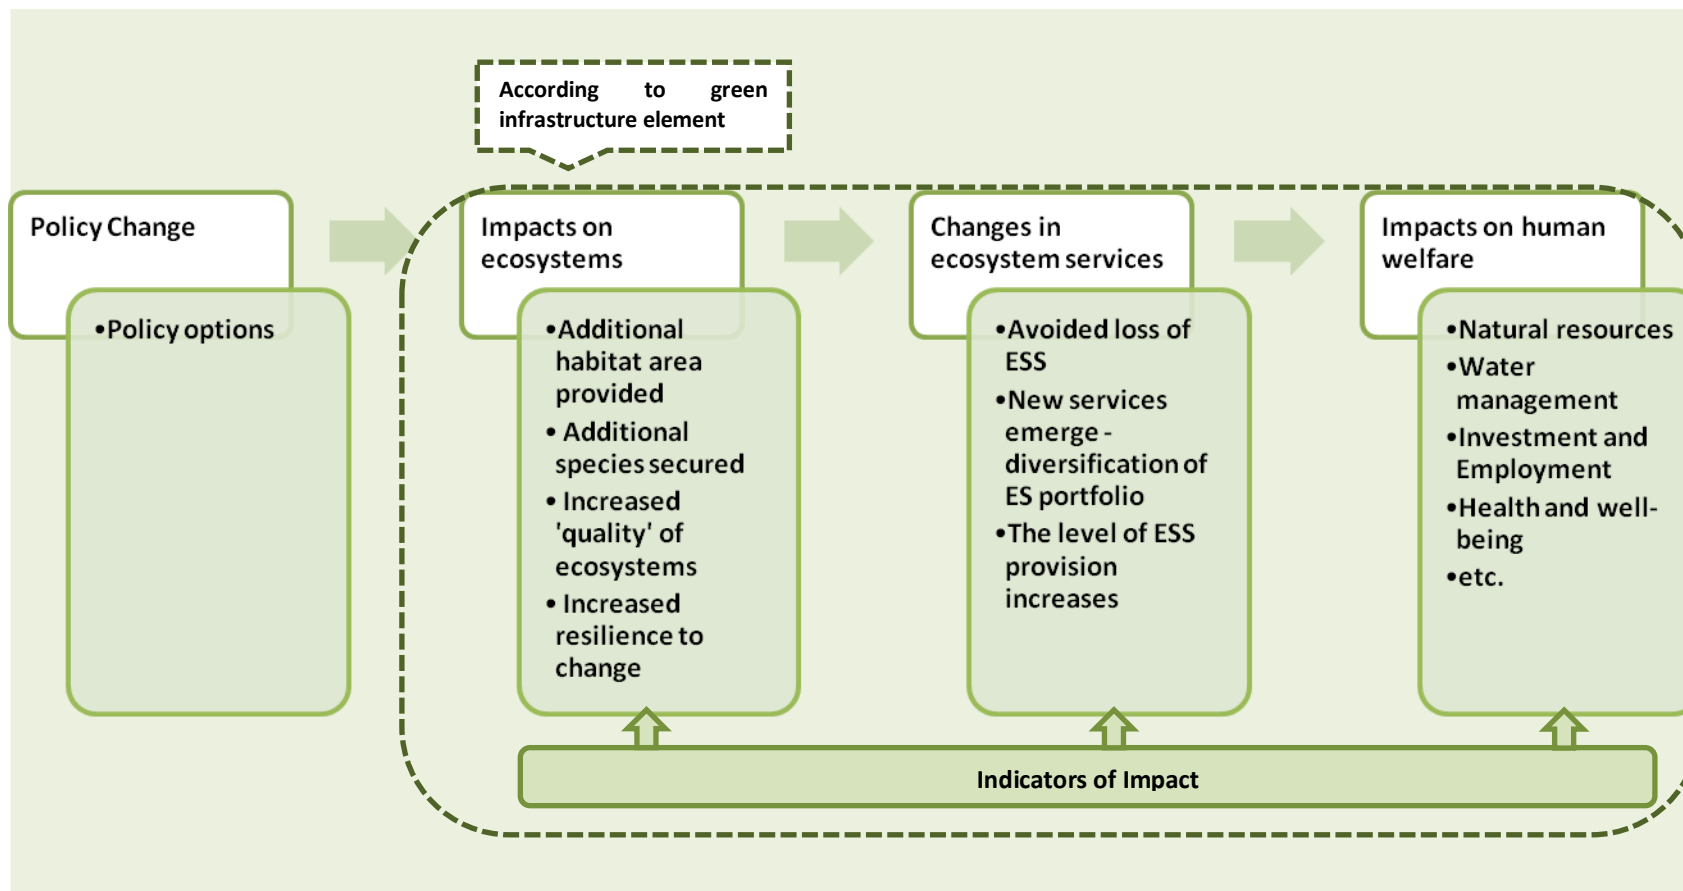 According to green
infrastructure element
Policy Change
•Policy options
Impacts on
ecosystems
•Additional
habitat area
provided
• Additional
species secured
• Increased
'quality' of
ecosystems
• Increased
resilience to
change
Changes in
ecosystem services
•Avoided loss of
ESS
•New services
emerge -
diversification of
ES portfolio
•The level of ESS
provision
increases
Impacts on human
welfare
•Natural resources
•Water
management
•Investment and
Employment
•Health and well-
being
•etc.
Indicators of Impact